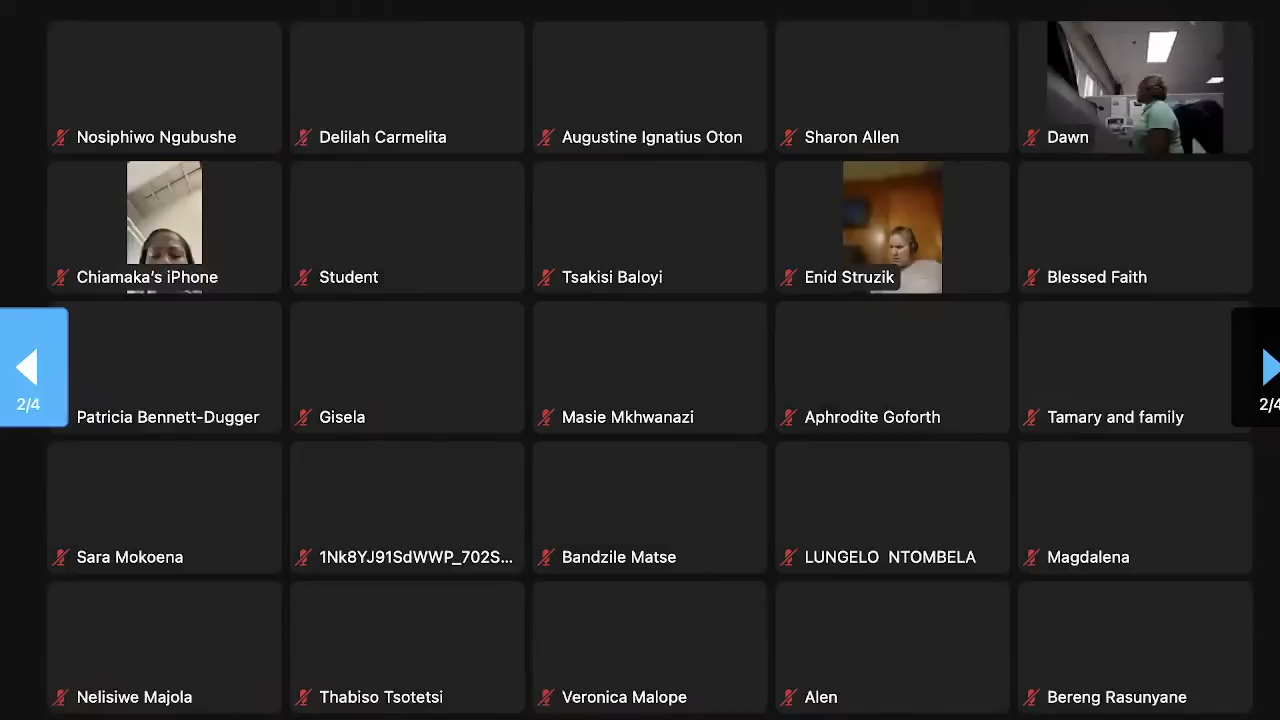 Nosiphiwo Ngubushe
Delilah Carmelita
Augustine Ignatius Oton
Sharon Allen
Dawn
Chiamaka’s iPhone
Student
Tsakisi Baloyi
Enid Struzik
Blessed Faith
2/4
Patricia Bennett-Dugger
Gisela
Masie Mkhwanazi
Aphrodite Goforth
Tamary and family
2/4
Sara Mokoena
1Nk8YJ91SdWWP_702S...
Bandzile Matse
LUNGELO NTOMBELA
Magdalena
Nelisiwe Majola
Thabiso Tsotetsi
Veronica Malope
Alen
Bereng Rasunyane